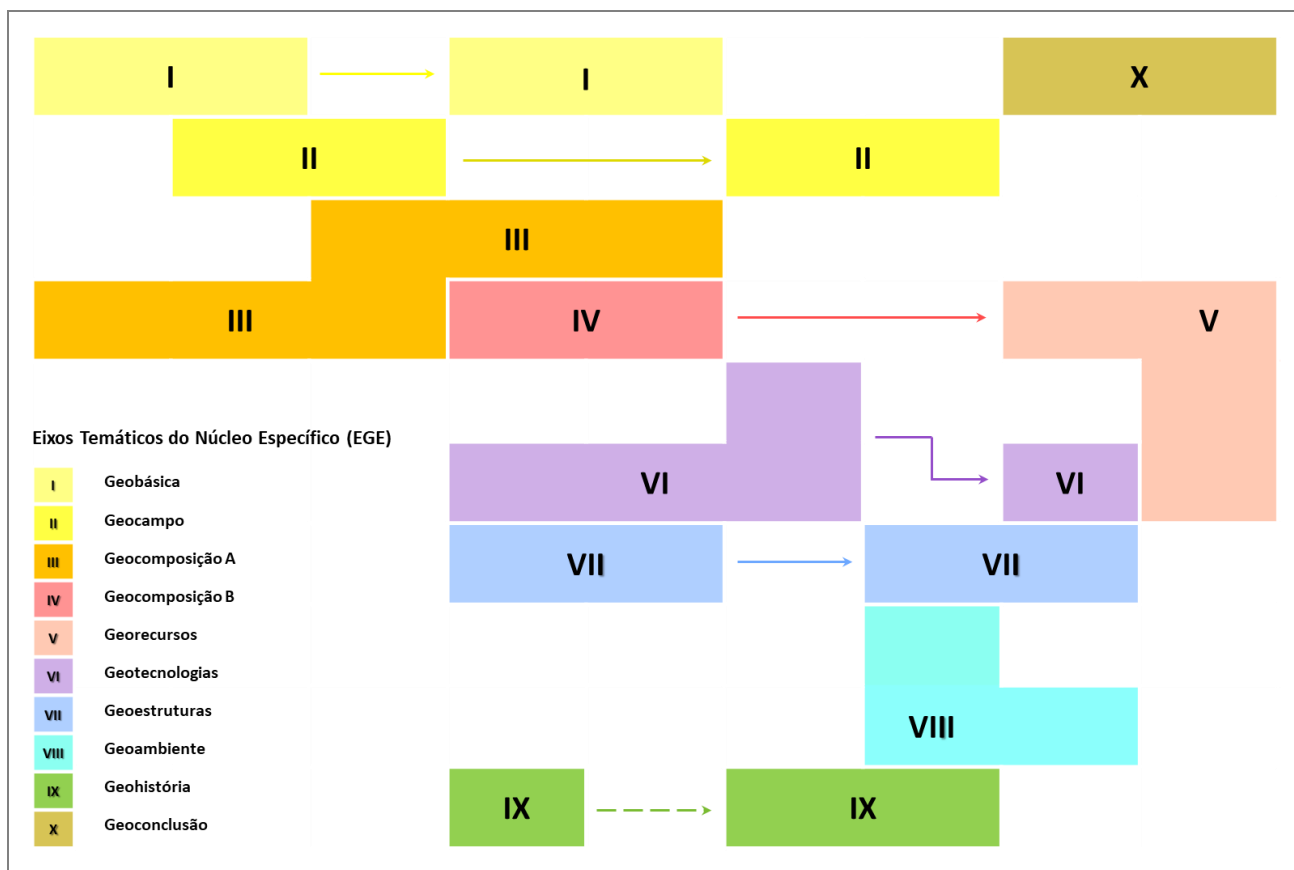 I
I
X
II
II
III
III
IV
V
VI
VI
VII
VII
VIII
IX
IX
Eixos Temáticos do Núcleo Específico (EGE)
I Geobásica
II Geocampo
III Geocomposição A
IV Geocomposição B
V Georecursos
VI Geotecnologias
VII Geoestruturas
VIII Geoambiente
IX Geohistória
X Geoconclusão